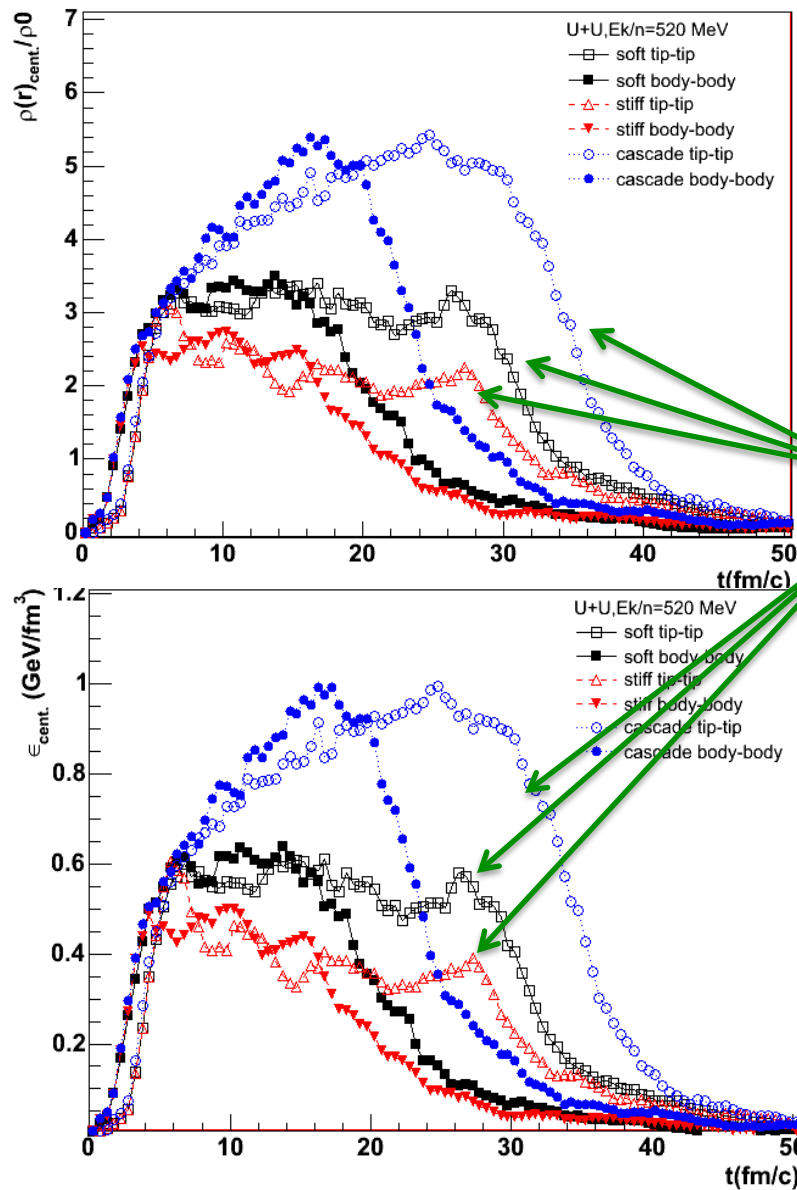 7
6
5
4
3
2
1
0
ρ(r)cent./ρ0
U+U,Ek/n=520 MeV
soft tip-tip
soft body-body
stiff tip-tip
stiff body-body
cascade tip-tip
cascade body-body
0 10 20 30 40 50
t(fm/c)
1.2
1
0.8
0.6
0.4
0.2
ϵcent. (GeV/fm³)
U+U,Ek/n=520 MeV
soft tip-tip
soft body-body
stiff tip-tip
stiff body-body
cascade tip-tip
cascade body-body
0 10 20 30 40 50
t(fm/c)